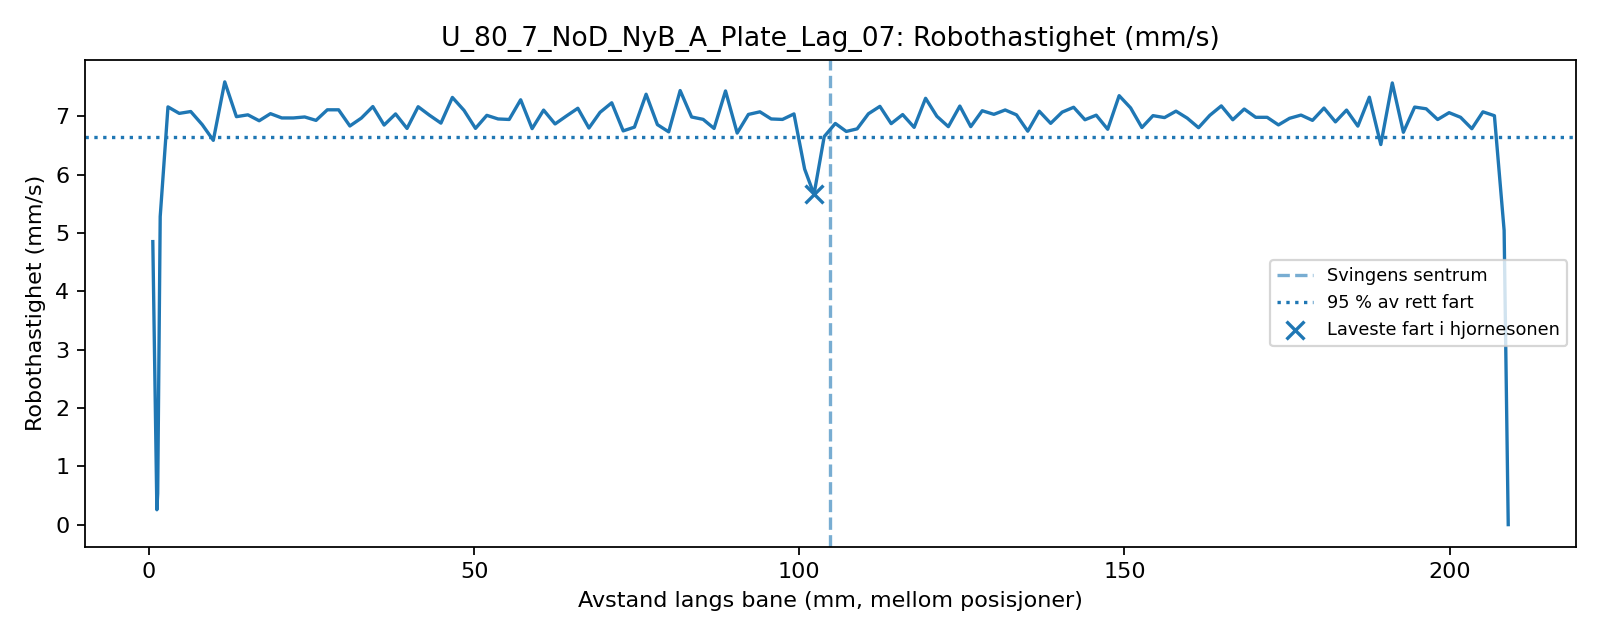 U_80_7_NoD_NyB_A_Plate_Lag_07: Robothastighet (mm/s)
Robothastighet (mm/s)
7
6
5
4
3
2
1
0
Svingens sentrum
95 % av rett fart
Laveste fart i hjornesonen
0 50 100 150 200
Avstand langs bane (mm, mellom posisjoner)